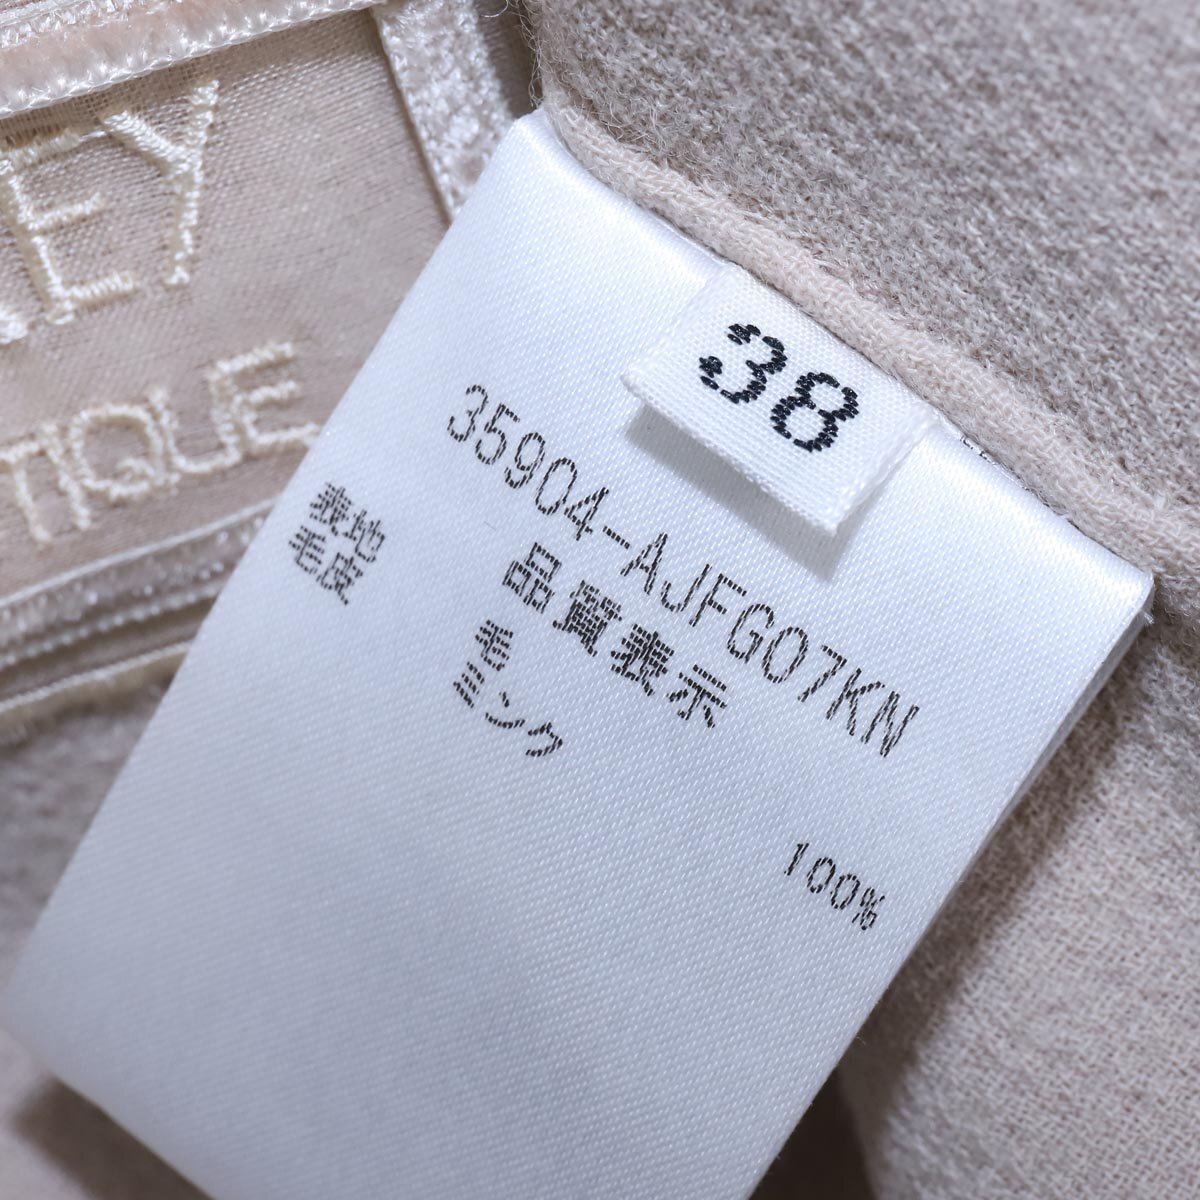 EY
TIQUE
38
35904-AJFG07KN
品質表示
表地 毛 100%
毛皮 ミンク